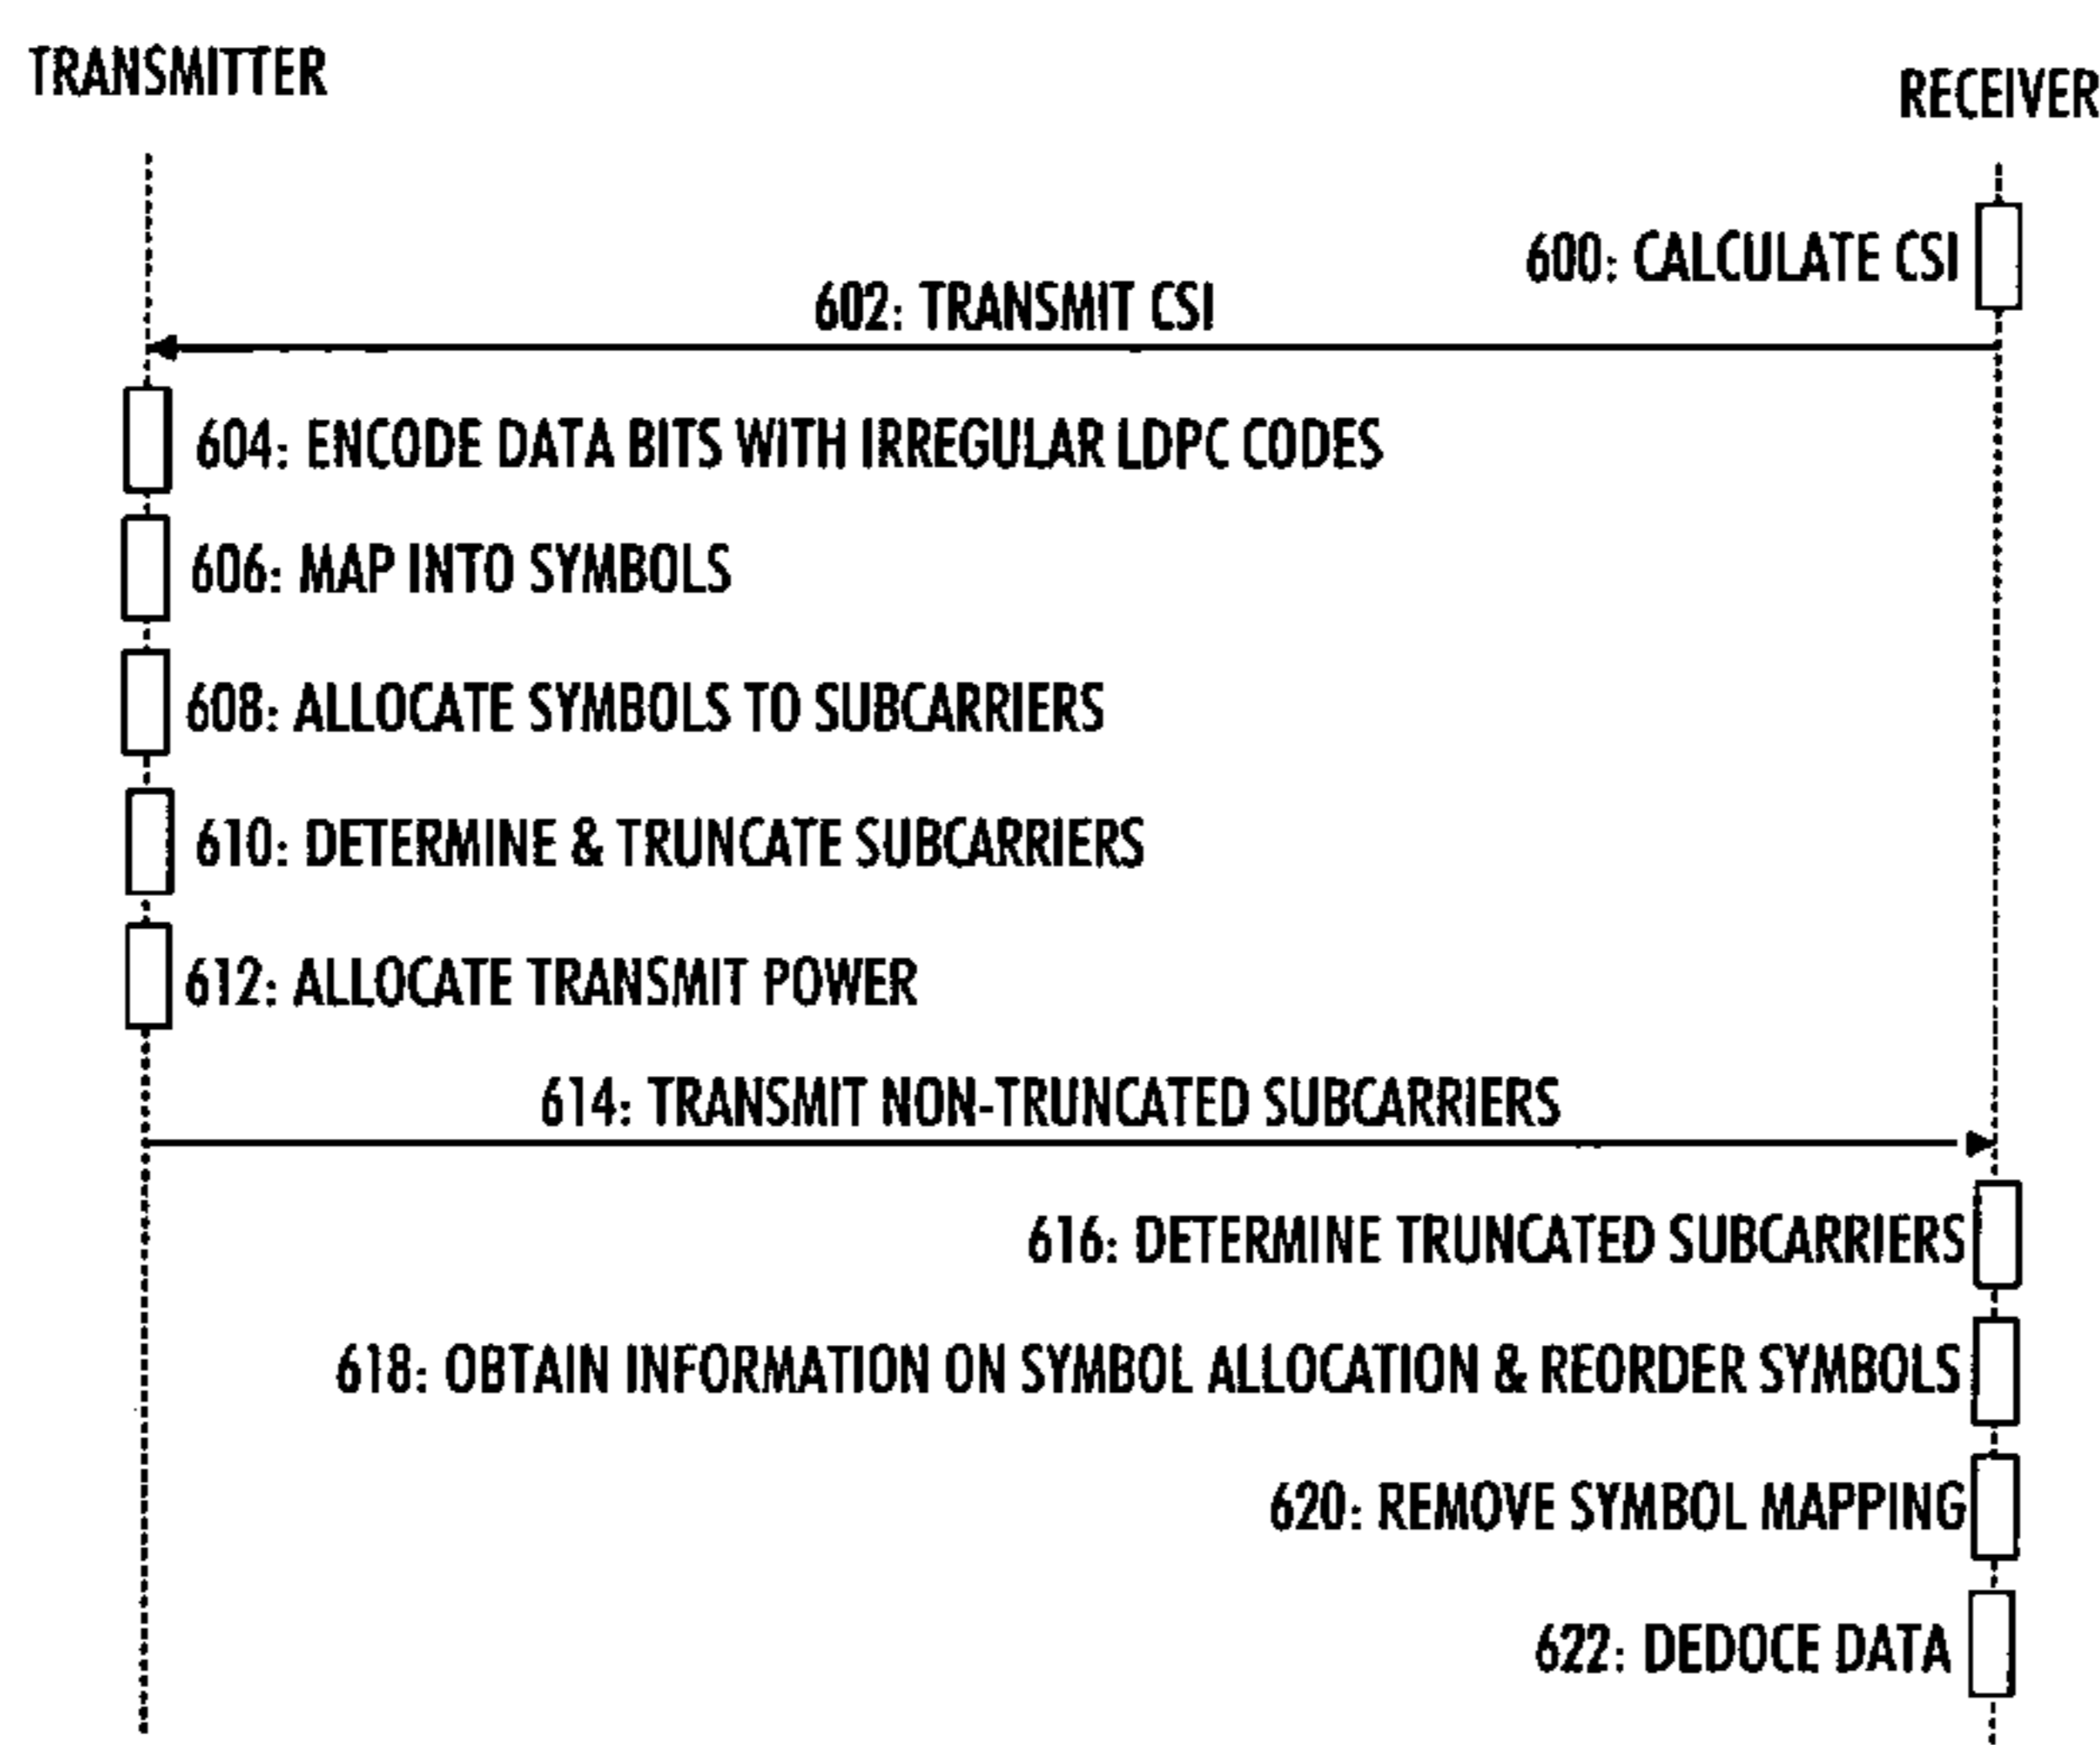 TRANSMITTER
RECEIVER
600: CALCULATE CSI
602: TRANSMIT CSI
604: ENCODE DATA BITS WITH IRREGULAR LDPC CODES
606: MAP INTO SYMBOLS
608: ALLOCATE SYMBOLS TO SUBCARRIERS
610: DETERMINE & TRUNCATE SUBCARRIERS
612: ALLOCATE TRANSMIT POWER
614: TRANSMIT NON-TRUNCATED SUBCARRIERS
616: DETERMINE TRUNCATED SUBCARRIERS
618: OBTAIN INFORMATION ON SYMBOL ALLOCATION & REORDER SYMBOLS
620: REMOVE SYMBOL MAPPING
622: DEDOCE DATA